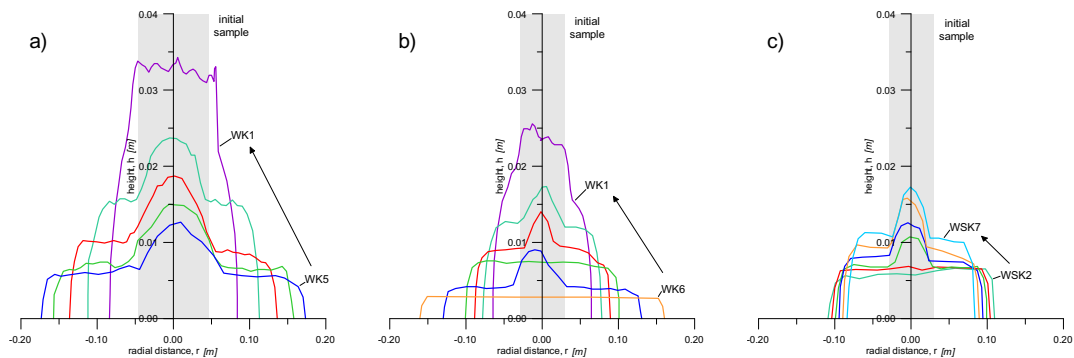 a)
initial
sample
0.04
0.03
0.02
0.01
0.00
height, h [m]
WK1
WK5
-0.20
-0.10
0.00
0.10
0.20
radial distance, r [m]
b)
initial
sample
0.04
0.03
0.02
0.01
0.00
height, h [m]
WK1
WK6
-0.20
-0.10
0.00
0.10
0.20
radial distance, r [m]
c)
initial
sample
0.04
0.03
0.02
0.01
0.00
height, h [m]
WSK7
WSK2
-0.20
-0.10
0.00
0.10
0.20
radial distance, r [m]